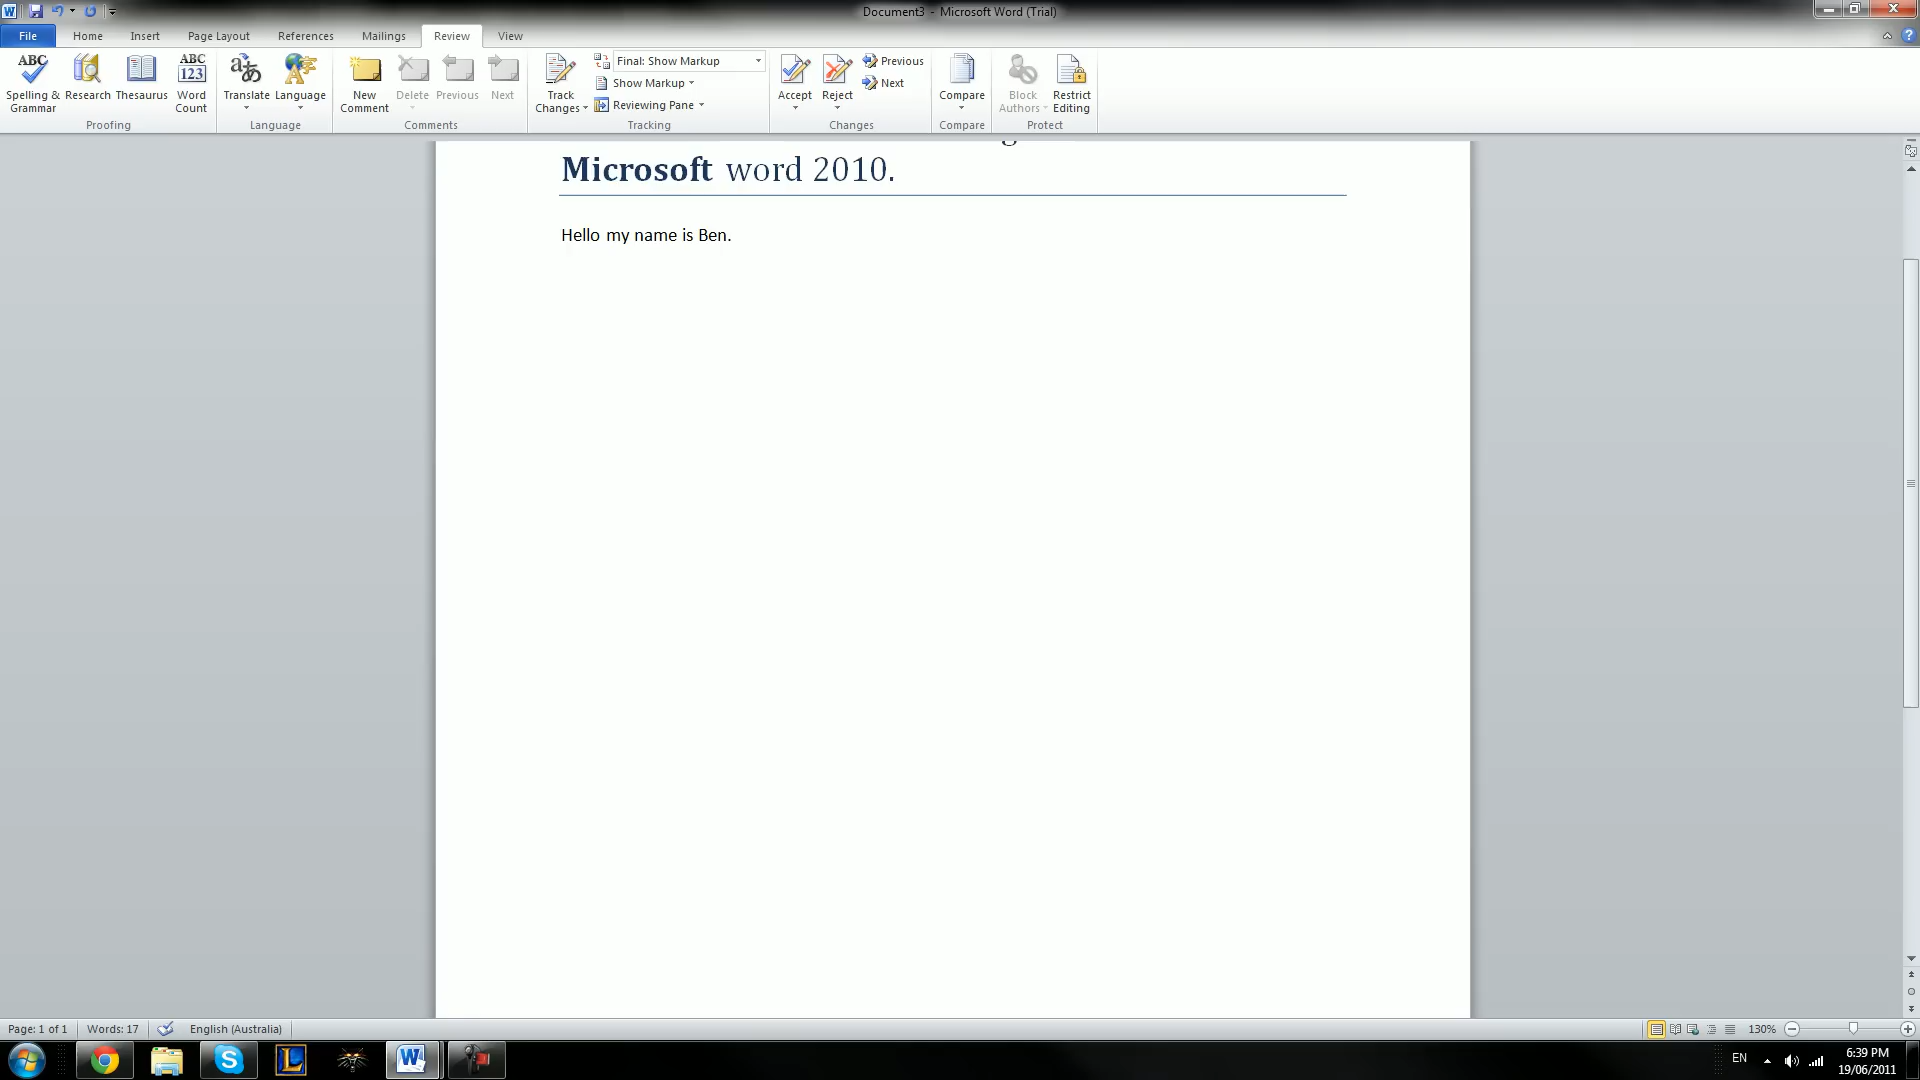 Document3 - Microsoft Word (Trial)
File Home Insert Page Layout References Mailings Review View
ABC Spelling & Grammar
Research
Thesaurus
ABC 123 Word Count
Proofing
Translate
Language
Language
New Comment
Delete
Previous
Next
Comments
Track Changes
Final: Show Markup
Show Markup
Reviewing Pane
Tracking
Accept
Reject
Previous
Next
Changes
Compare
Compare
Block Authors
Restrict Editing
Protect
Microsoft word 2010.
Hello my name is Ben.
Page: 1 of 1 Words: 17 English (Australia) 130%
EN 6:39 PM
19/06/2011